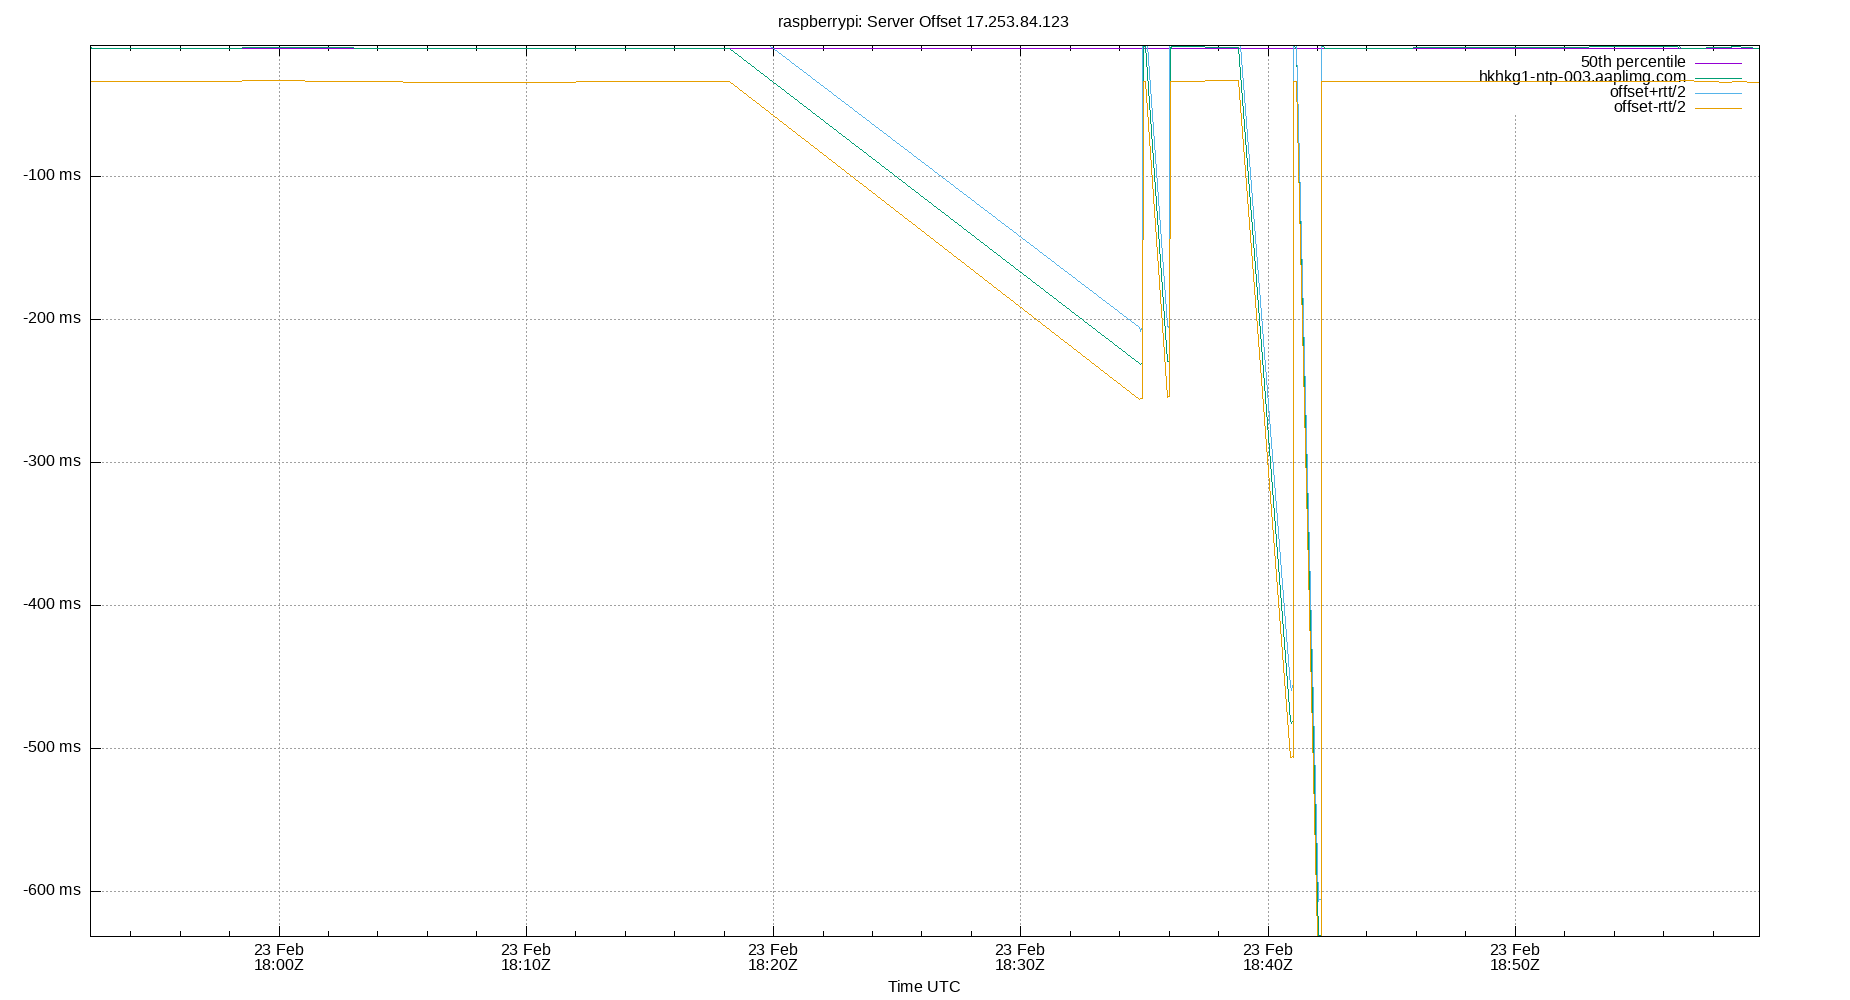 raspberrypi: Server Offset 17.253.84.123
50th percentile
hkhkg1-ntp-003.aaplimg.com
offset+rtt/2
offset-rtt/2
-100 ms
-200 ms
-300 ms
-400 ms
-500 ms
-600 ms
23 Feb 23 Feb 23 Feb 23 Feb 23 Feb 23 Feb
18:00Z 18:10Z 18:20Z 18:30Z 18:40Z 18:50Z
Time UTC